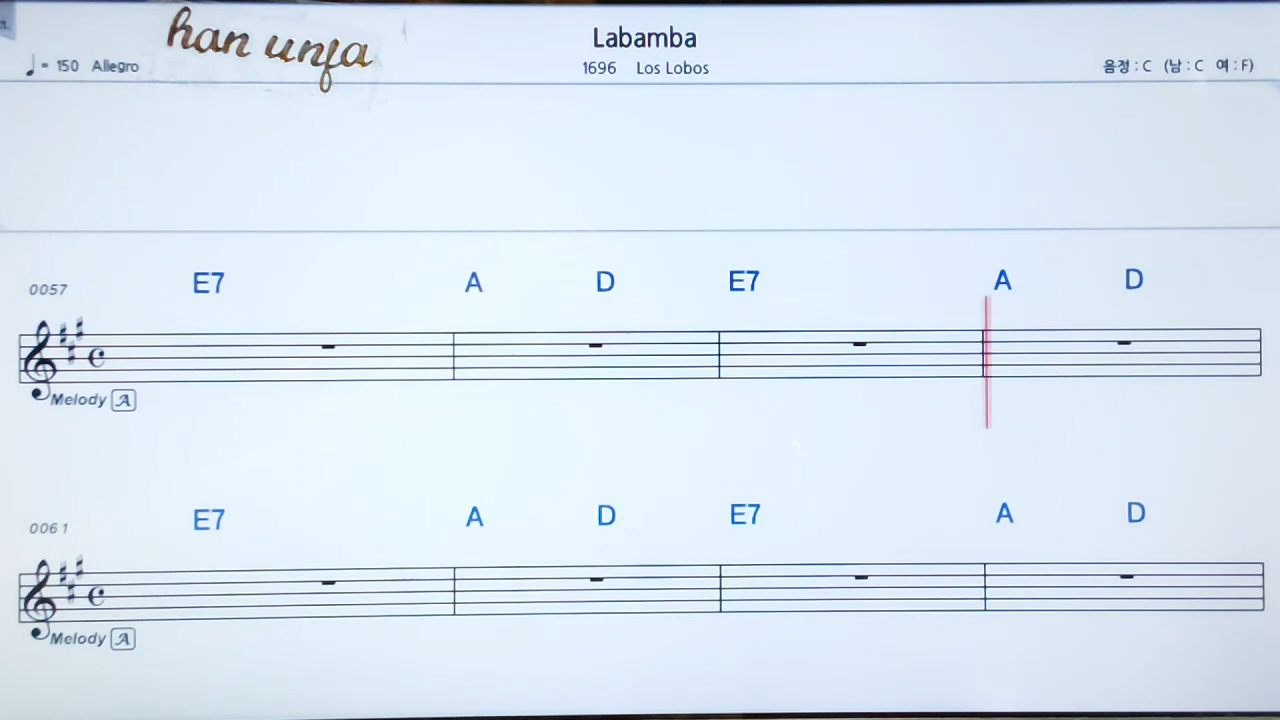 han unfa
Labamba
♩ = 150 Allegro
1696 Los Lobos
음정 : C (남 : C 여 : F)
0057
E7 A D E7 A D
Melody A
0061
E7 A D E7 A D
Melody A